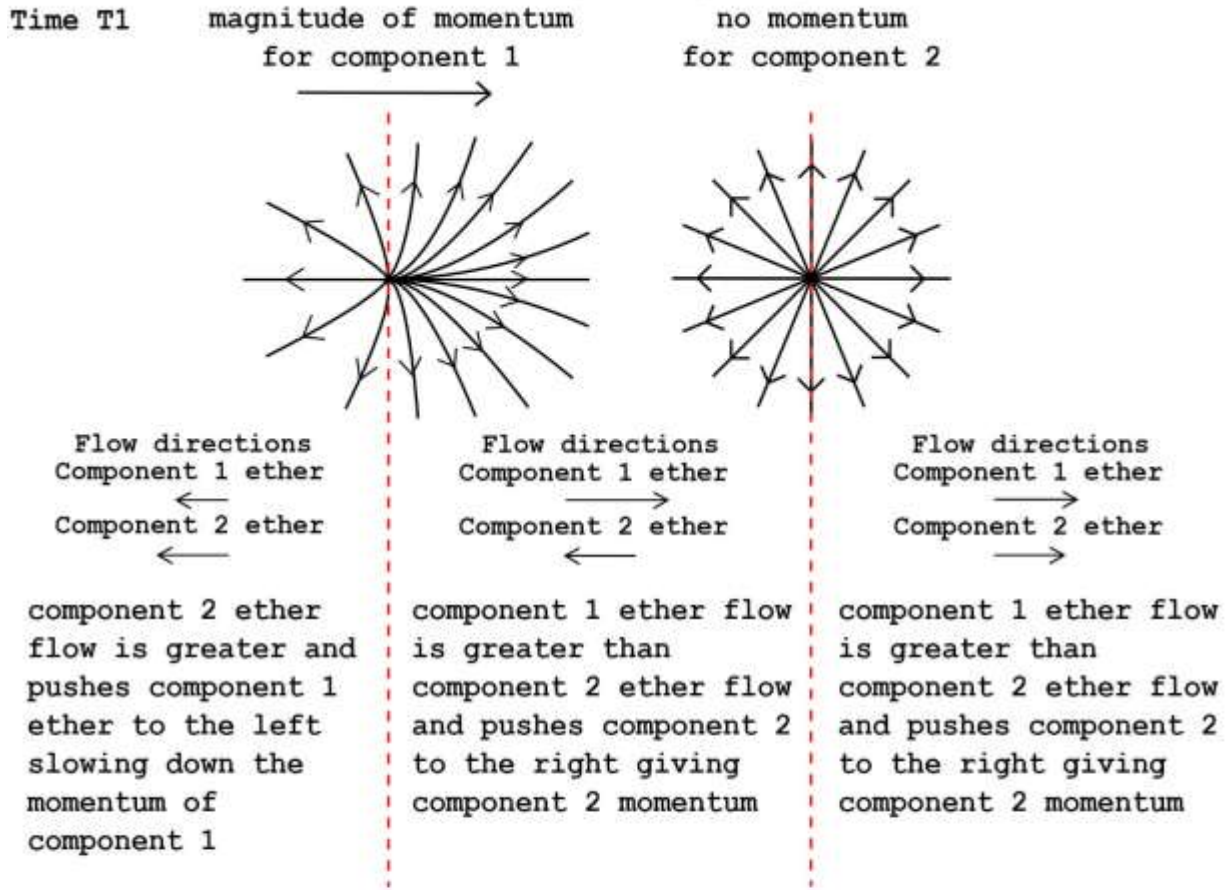 Time T1
magnitude of momentum
for component 1
no momentum
for component 2
Flow directions
Component 1 ether
Component 2 ether
Flow directions
Component 1 ether
Component 2 ether
Flow directions
Component 1 ether
Component 2 ether
component 2 ether
flow is greater and
pushes component 1
ether to the left
slowing down the
momentum of
component 1
component 1 ether flow
is greater than
component 2 ether flow
and pushes component 2
to the right giving
component 2 momentum
component 1 ether flow
is greater than
component 2 ether flow
and pushes component 2
to the right giving
component 2 momentum